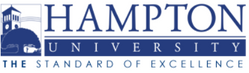 HAMPTON
UNIVERSITY
THE STANDARD OF EXCELLENCE